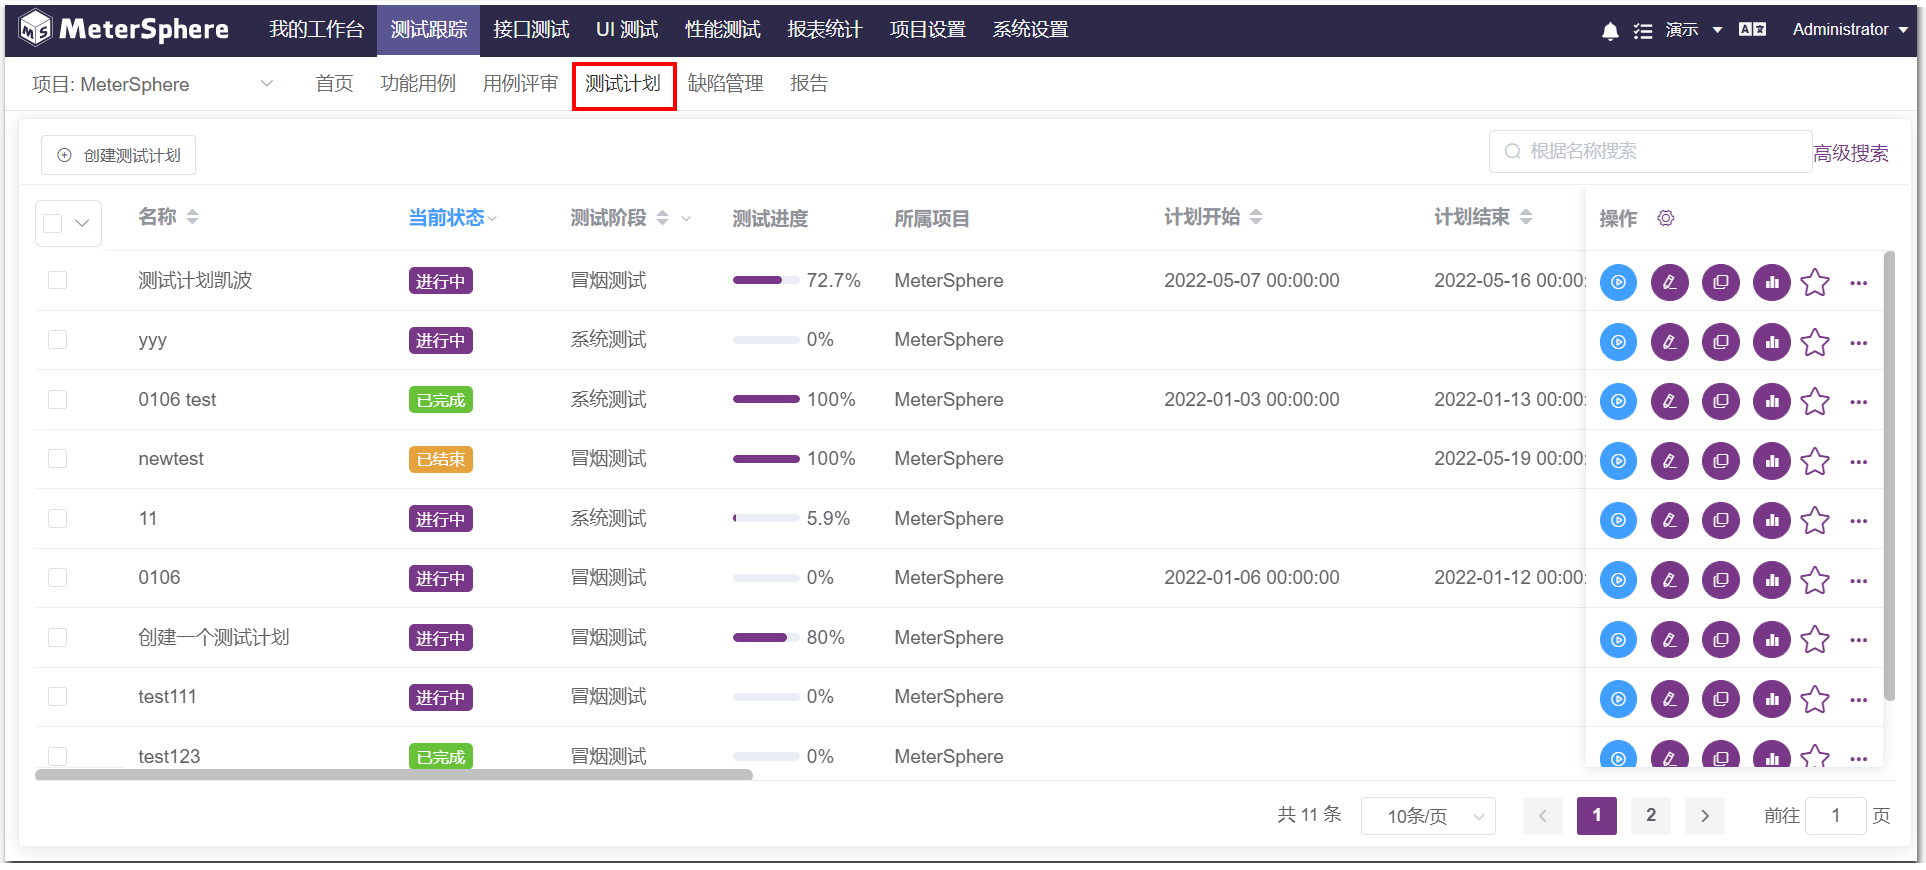 MeterSphere 我的工作台 测试跟踪 接口测试 UI 测试 性能测试 报表统计 项目设置 系统设置 演示 Administrator
项目: MeterSphere 首页 功能用例 用例评审 测试计划 缺陷管理 报告
创建测试计划 根据名称搜索 高级搜索
名称 当前状态 测试阶段 测试进度 所属项目 计划开始 计划结束 操作
测试计划凯波 进行中 冒烟测试 72.7% MeterSphere 2022-05-07 00:00:00 2022-05-16 00:00:
yyy 进行中 系统测试 0% MeterSphere
0106 test 已完成 系统测试 100% MeterSphere 2022-01-03 00:00:00 2022-01-13 00:00:
newtest 已结束 冒烟测试 100% MeterSphere 2022-05-19 00:00:
11 进行中 系统测试 5.9% MeterSphere
0106 进行中 冒烟测试 0% MeterSphere 2022-01-06 00:00:00 2022-01-12 00:00:
创建一个测试计划 进行中 冒烟测试 80% MeterSphere
test111 进行中 冒烟测试 0% MeterSphere
test123 已完成 冒烟测试 0% MeterSphere
共 11 条 10条/页 1 2 前往 1 页